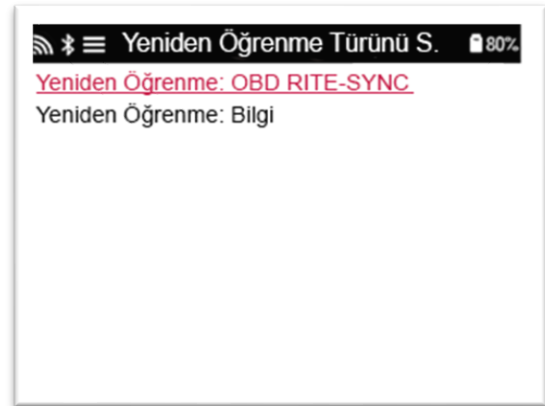 Yeniden Öğrenme Türünü S. 80%
Yeniden Öğrenme: OBD RITE-SYNC
Yeniden Öğrenme: Bilgi